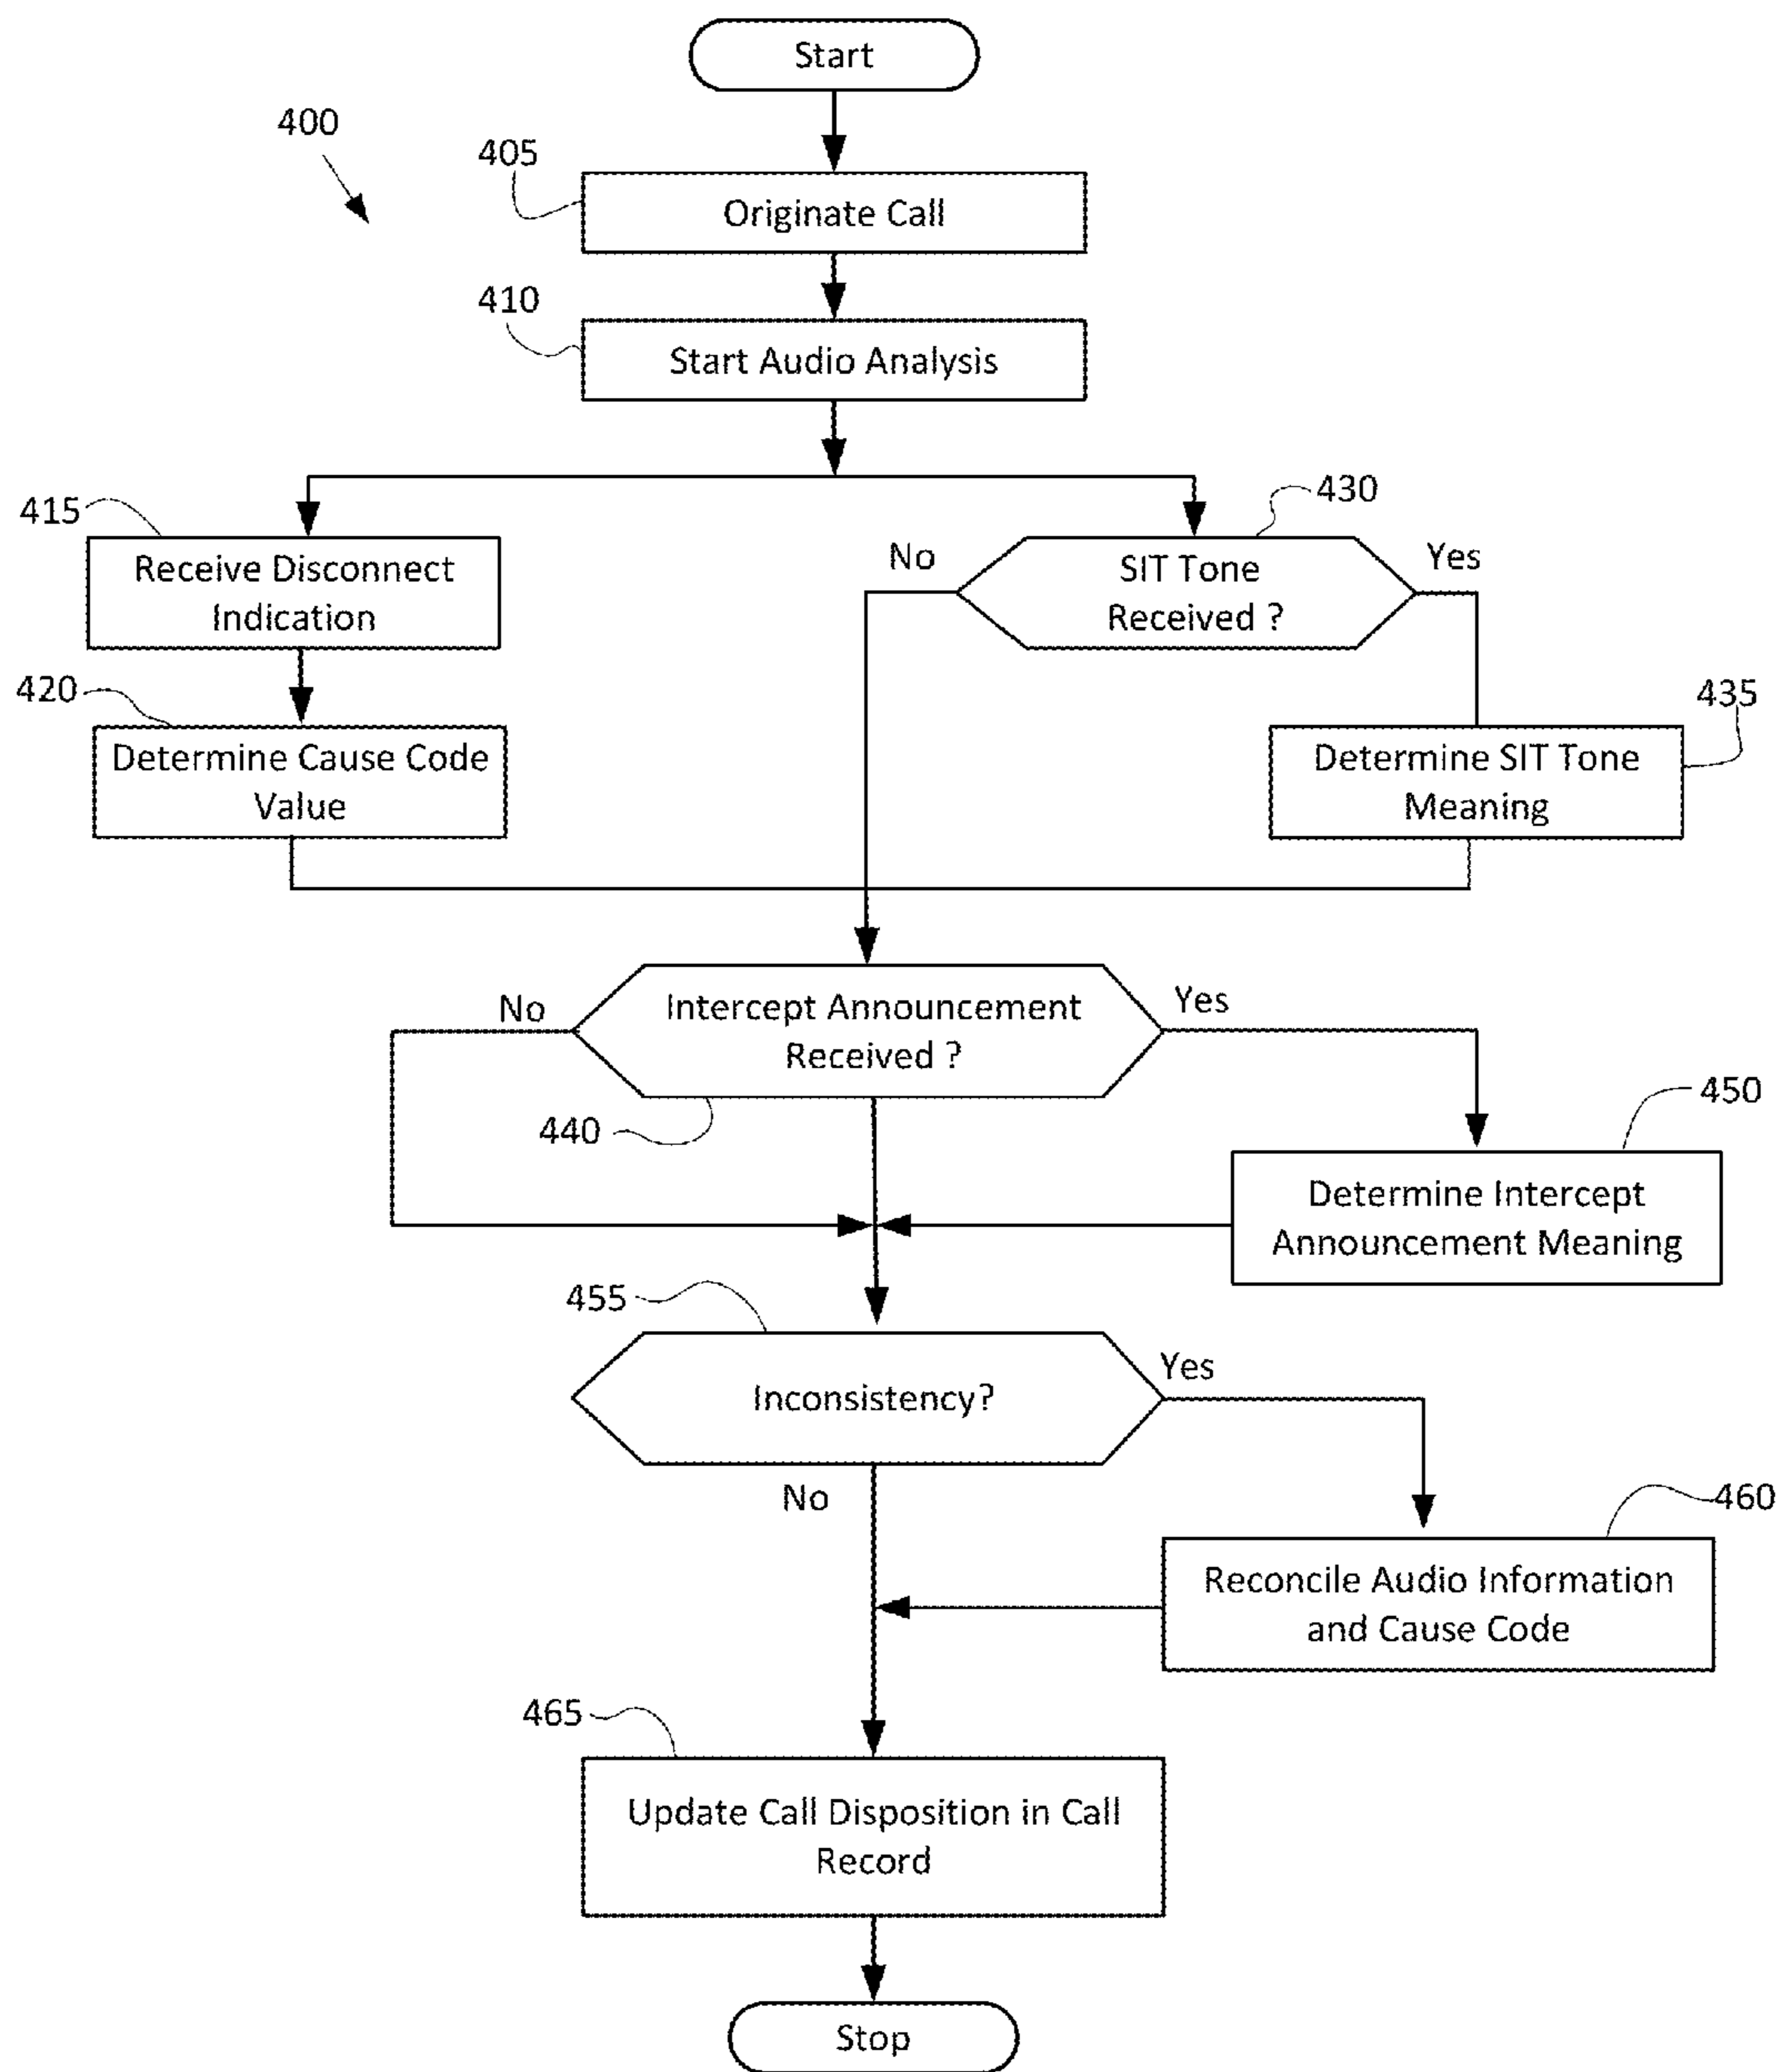 Start
400
405
Originate Call
410
Start Audio Analysis
415
Receive Disconnect
Indication
430
No
SIT Tone
Received ?
Yes
420
Determine Cause Code
Value
435
Determine SIT Tone
Meaning
No
Intercept Announcement
Received ?
Yes
440
450
Determine Intercept
Announcement Meaning
455
Inconsistency?
Yes
No
460
Reconcile Audio Information
and Cause Code
465
Update Call Disposition in Call
Record
Stop